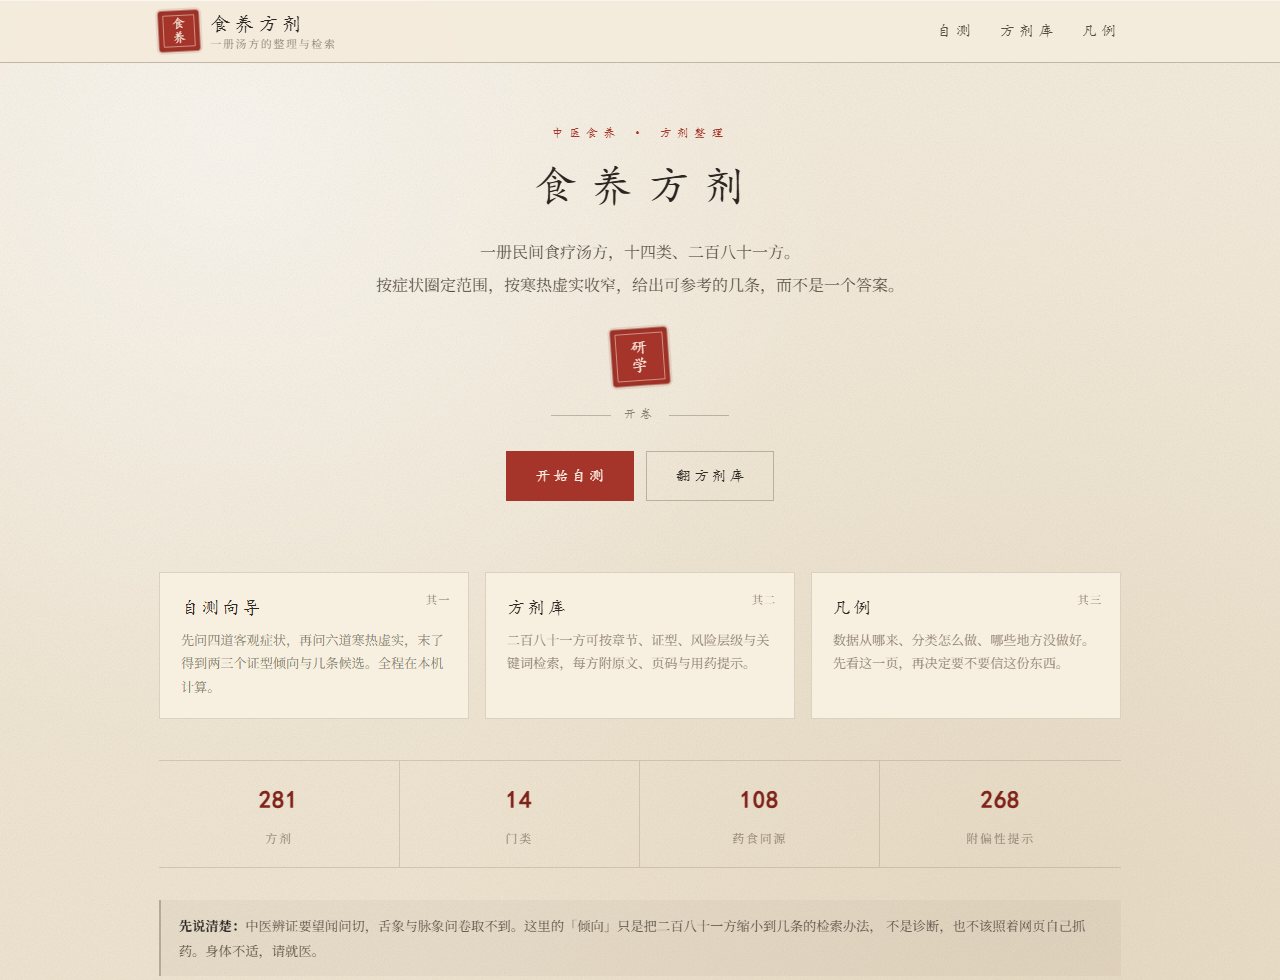 食养
食养方剂
一册汤方的整理与检索
自测 方剂库 凡例
中医食养 · 方剂整理
食养方剂
一册民间食疗汤方，十四类、二百八十一方。
按症状圈定范围，按寒热虚实收窄，给出可参考的几条，而不是一个答案。
研学
开卷
开始自测 翻方剂库
自测向导 其一
先问四道客观症状，再问六道寒热虚实，末了
得到两三个证型倾向与几条候选。全程在本机
计算。
方剂库 其二
二百八十一方可按章节、证型、风险层级与关
键词检索，每方附原文、页码与用药提示。
凡例 其三
数据从哪来、分类怎么做、哪些地方没做好。
先看这一页，再决定要不要信这份东西。
281 14 108 268
方剂 门类 药食同源 附偏性提示
先说清楚：中医辨证要望闻问切，舌象与脉象问卷取不到。这里的「倾向」只是把二百八十一方缩小到几条的检索办法， 不是诊断，也不该照着网页自己抓
药。身体不适，请就医。